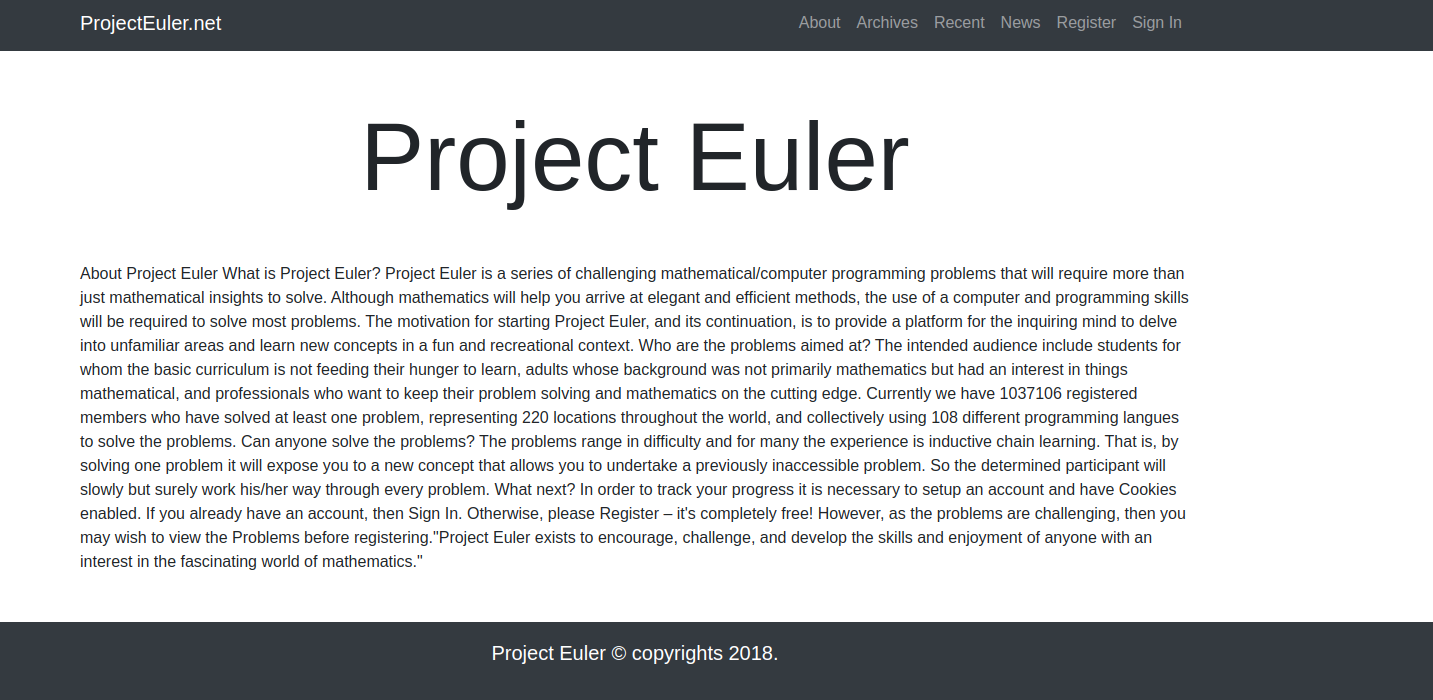 ProjectEuler.net
About Archives Recent News Register Sign In
Project Euler
About Project Euler What is Project Euler? Project Euler is a series of challenging mathematical/computer programming problems that will require more than
just mathematical insights to solve. Although mathematics will help you arrive at elegant and efficient methods, the use of a computer and programming skills
will be required to solve most problems. The motivation for starting Project Euler, and its continuation, is to provide a platform for the inquiring mind to delve
into unfamiliar areas and learn new concepts in a fun and recreational context. Who are the problems aimed at? The intended audience include students for
whom the basic curriculum is not feeding their hunger to learn, adults whose background was not primarily mathematics but had an interest in things
mathematical, and professionals who want to keep their problem solving and mathematics on the cutting edge. Currently we have 1037106 registered
members who have solved at least one problem, representing 220 locations throughout the world, and collectively using 108 different programming langues
to solve the problems. Can anyone solve the problems? The problems range in difficulty and for many the experience is inductive chain learning. That is, by
solving one problem it will expose you to a new concept that allows you to undertake a previously inaccessible problem. So the determined participant will
slowly but surely work his/her way through every problem. What next? In order to track your progress it is necessary to setup an account and have Cookies
enabled. If you already have an account, then Sign In. Otherwise, please Register – it's completely free! However, as the problems are challenging, then you
may wish to view the Problems before registering."Project Euler exists to encourage, challenge, and develop the skills and enjoyment of anyone with an
interest in the fascinating world of mathematics."
Project Euler © copyrights 2018.